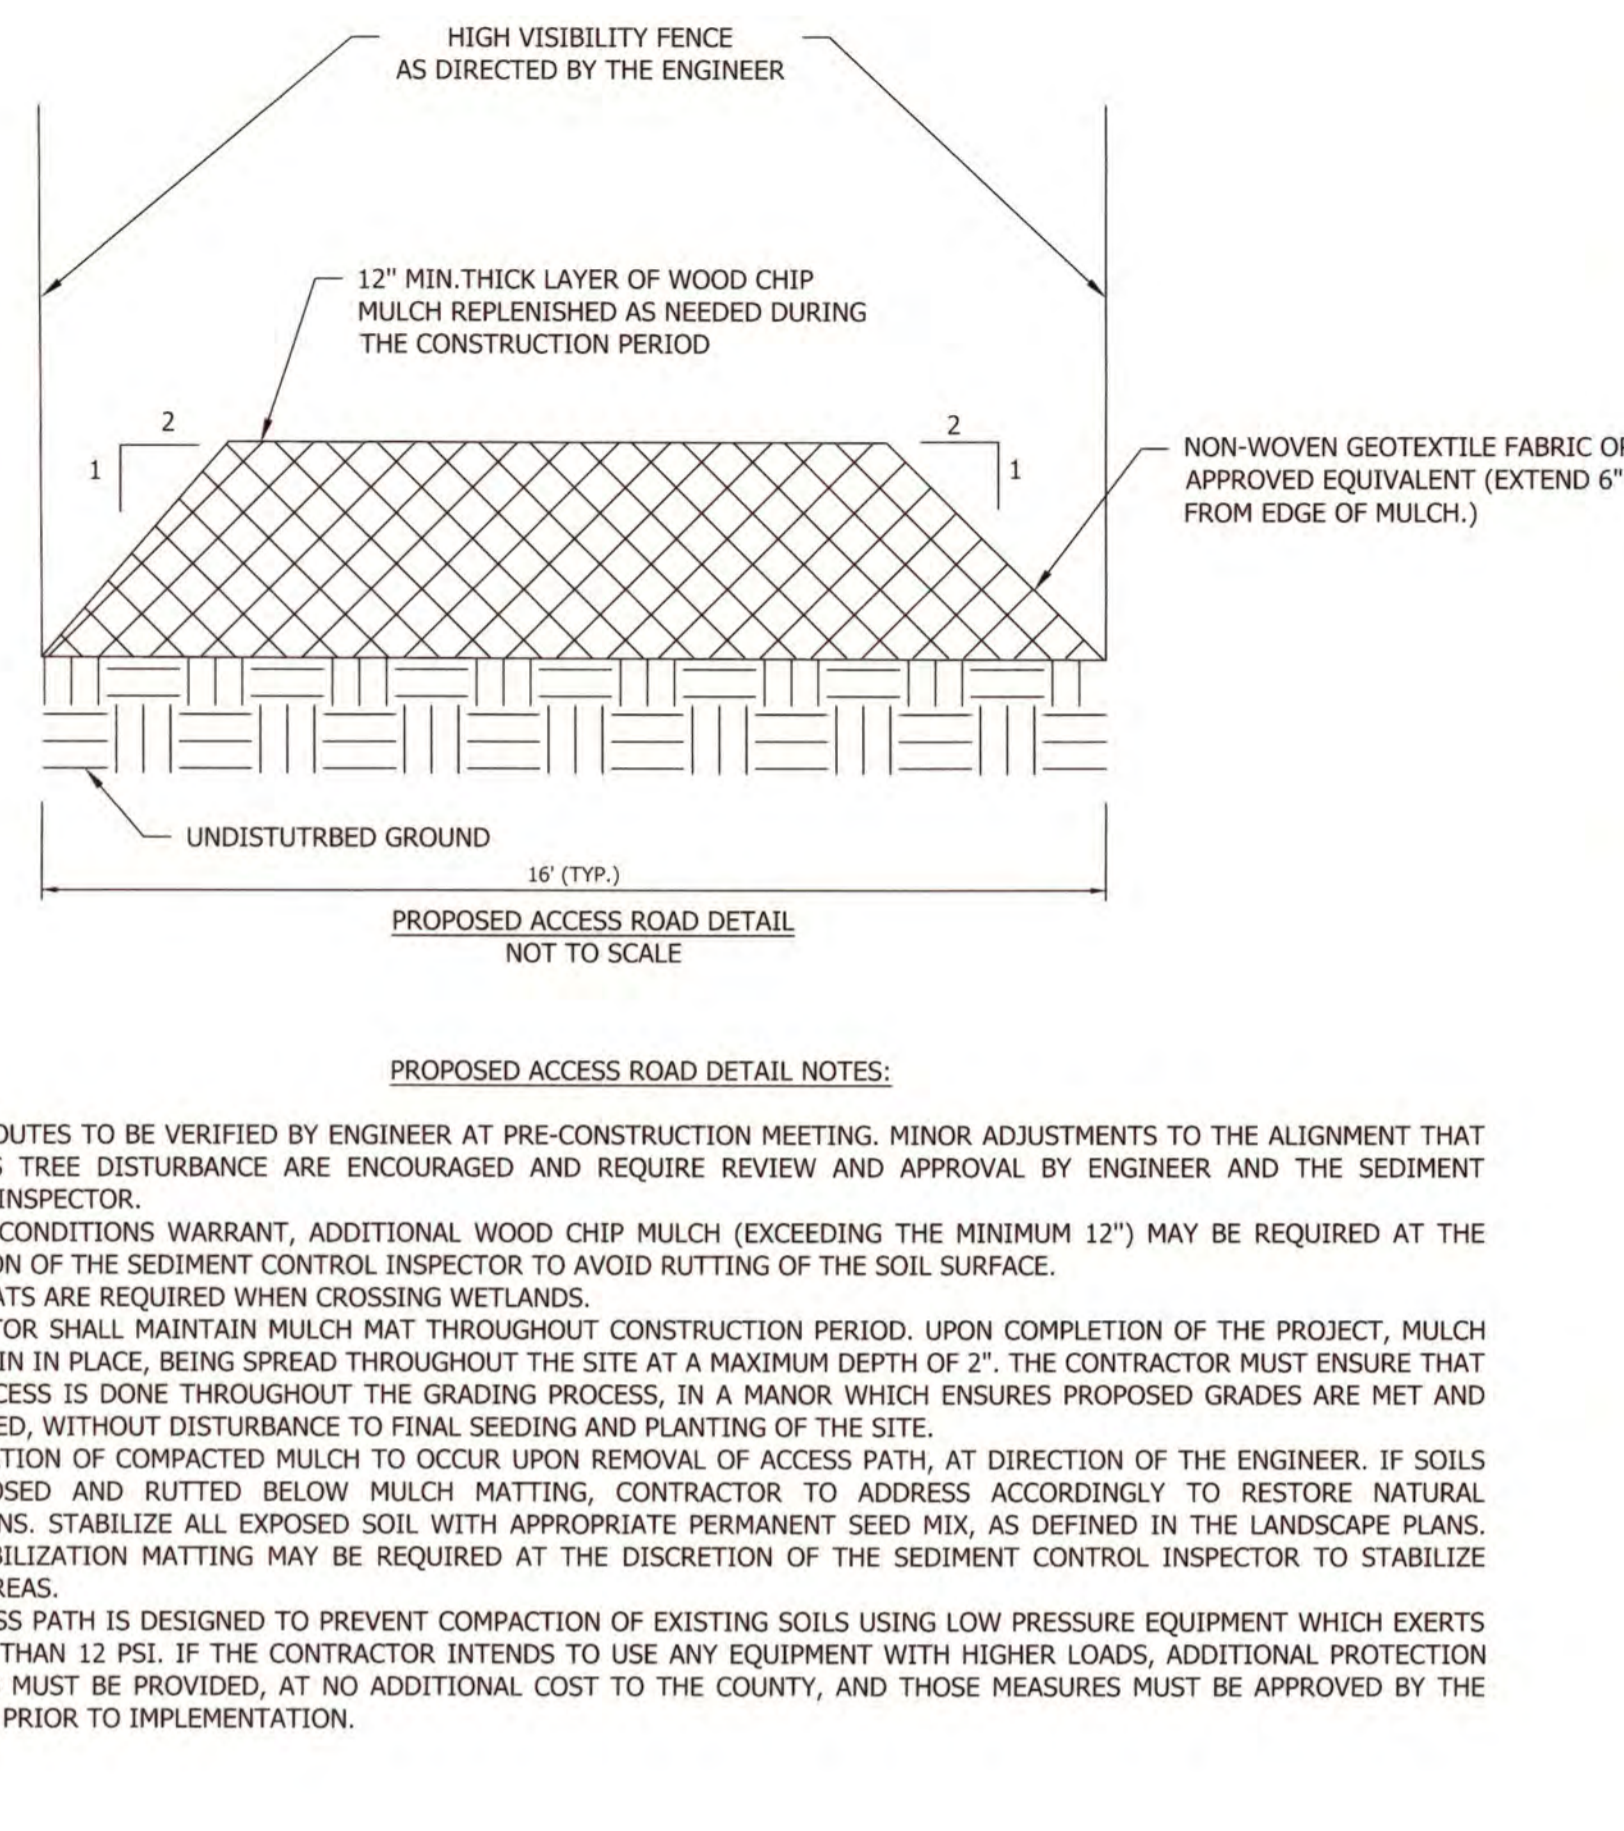 HIGH VISIBILITY FENCE
AS DIRECTED BY THE ENGINEER
12" MIN.THICK LAYER OF WOOD CHIP
MULCH REPLENISHED AS NEEDED DURING
THE CONSTRUCTION PERIOD
2
1
2
1
NON-WOVEN GEOTEXTILE FABRIC
APPROVED EQUIVALENT (EXTEND 6"
FROM EDGE OF MULCH.)
UNDISTUTRBED GROUND
16' (TYP.)
PROPOSED ACCESS ROAD DETAIL
NOT TO SCALE
PROPOSED ACCESS ROAD DETAIL NOTES:
TO BE VERIFIED BY ENGINEER AT PRE-CONSTRUCTION MEETING. MINOR ADJUSTMENTS TO THE ALIGNMENT THAT
TREE DISTURBANCE ARE ENCOURAGED AND REQUIRE REVIEW AND APPROVAL BY ENGINEER AND THE SEDIMENT
INSPECTOR.
CONDITIONS WARRANT, ADDITIONAL WOOD CHIP MULCH (EXCEEDING THE MINIMUM 12") MAY BE REQUIRED AT THE
OF THE SEDIMENT CONTROL INSPECTOR TO AVOID RUTTING OF THE SOIL SURFACE.
ARE REQUIRED WHEN CROSSING WETLANDS.
SHALL MAINTAIN MULCH MAT THROUGHOUT CONSTRUCTION PERIOD. UPON COMPLETION OF THE PROJECT, MULCH
IN PLACE, BEING SPREAD THROUGHOUT THE SITE AT A MAXIMUM DEPTH OF 2". THE CONTRACTOR MUST ENSURE THAT
IS DONE THROUGHOUT THE GRADING PROCESS, IN A MANOR WHICH ENSURES PROPOSED GRADES ARE MET AND
WITHOUT DISTURBANCE TO FINAL SEEDING AND PLANTING OF THE SITE.
OF COMPACTED MULCH TO OCCUR UPON REMOVAL OF ACCESS PATH, AT DIRECTION OF THE ENGINEER. IF SOILS
AND RUTTED BELOW MULCH MATTING, CONTRACTOR TO ADDRESS ACCORDINGLY TO RESTORE NATURAL
STABILIZE ALL EXPOSED SOIL WITH APPROPRIATE PERMANENT SEED MIX, AS DEFINED IN THE LANDSCAPE PLANS.
MATTING MAY BE REQUIRED AT THE DISCRETION OF THE SEDIMENT CONTROL INSPECTOR TO STABILIZE
PATH IS DESIGNED TO PREVENT COMPACTION OF EXISTING SOILS USING LOW PRESSURE EQUIPMENT WHICH EXERTS
THAN 12 PSI. IF THE CONTRACTOR INTENDS TO USE ANY EQUIPMENT WITH HIGHER LOADS, ADDITIONAL PROTECTION
MUST BE PROVIDED, AT NO ADDITIONAL COST TO THE COUNTY, AND THOSE MEASURES MUST BE APPROVED BY THE
PRIOR TO IMPLEMENTATION.